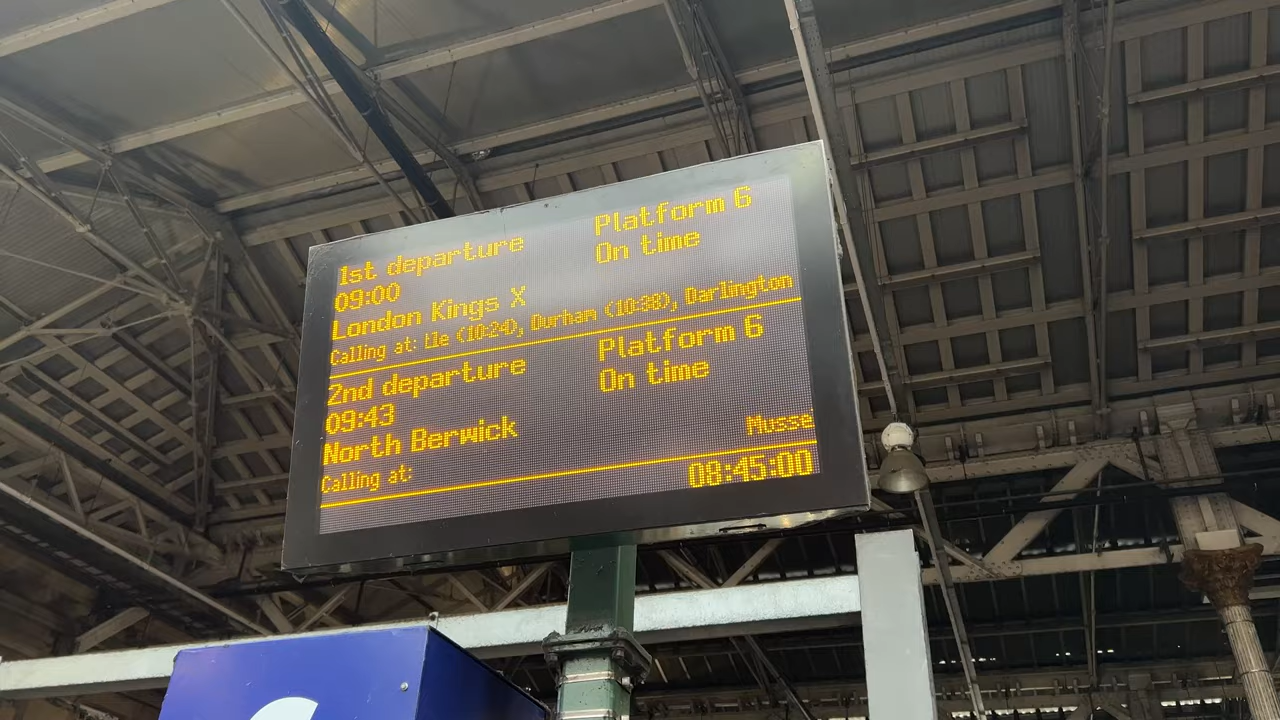 1st departure Platform 6
09:00 On time
London Kings X
Calling at: tle (10:24), Durham (10:38), Darlington
2nd departure Platform 6
09:43 On time
North Berwick
Calling at: Musse
08:45:00